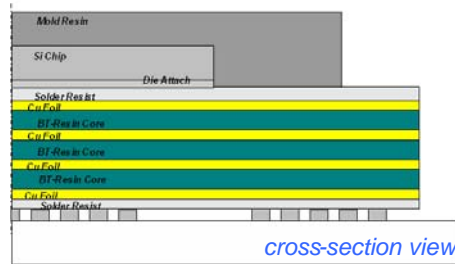 Mold Resin
Si Chip
Die Attach
Solder Resist
Cu Foil
BT-Resin Core
Cu Foil
BT-Resin Core
Cu Foil
BT-Resin Core
Cu Foil
Solder Resist
cross-section view